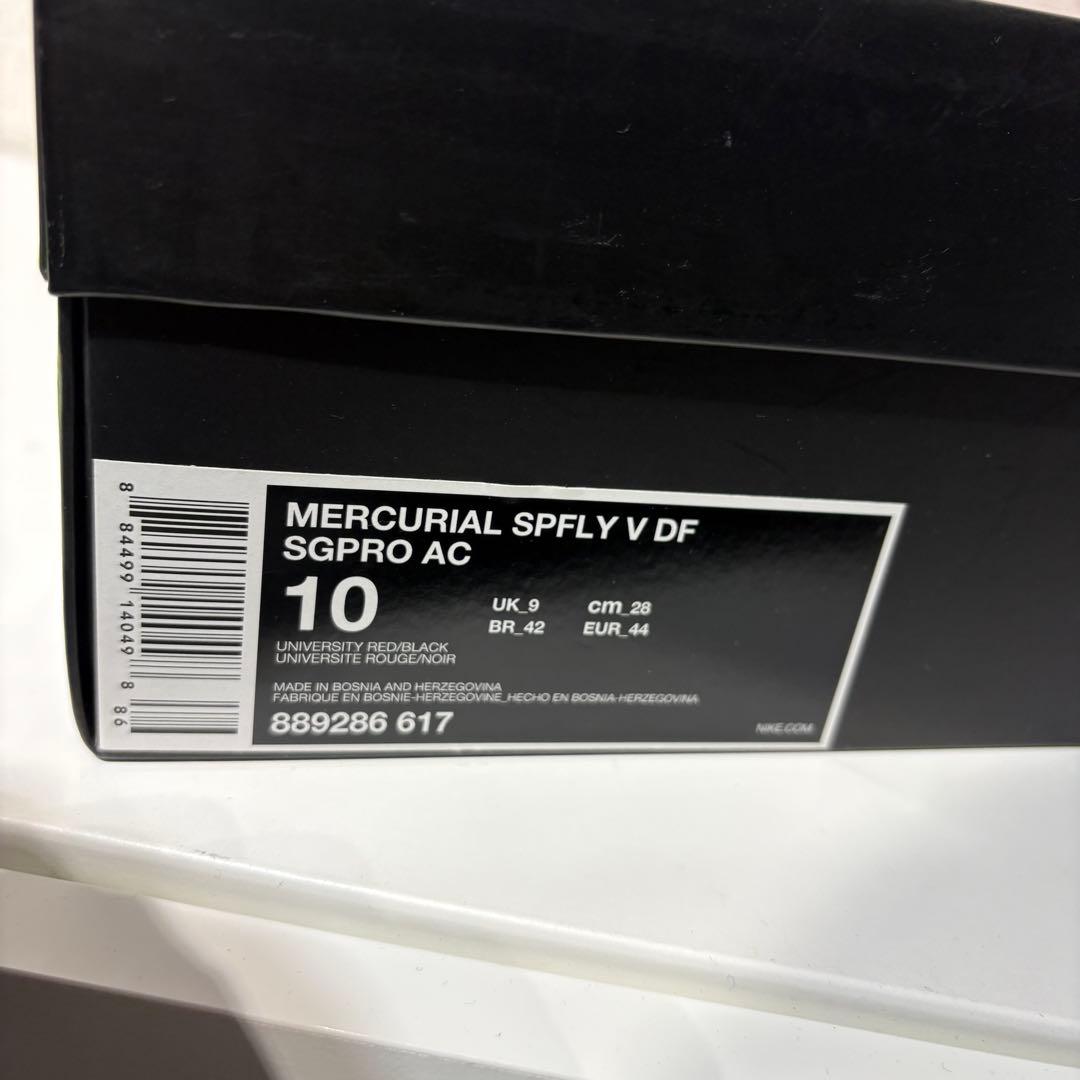 MERCURIAL SPFLY V DF
SGPRO AC
10
UK_9 cm_28
BR_42 EUR_44
UNIVERSITY RED/BLACK
UNIVERSITE ROUGE/NOIR
MADE IN BOSNIA AND HERZEGOVINA
FABRIQUE EN BOSNIE-HERZEGOVINE_HECHO EN BOSNIA-HERZEGOVINA
889286 617
NIKE.COM
8 84499 14049 8 86